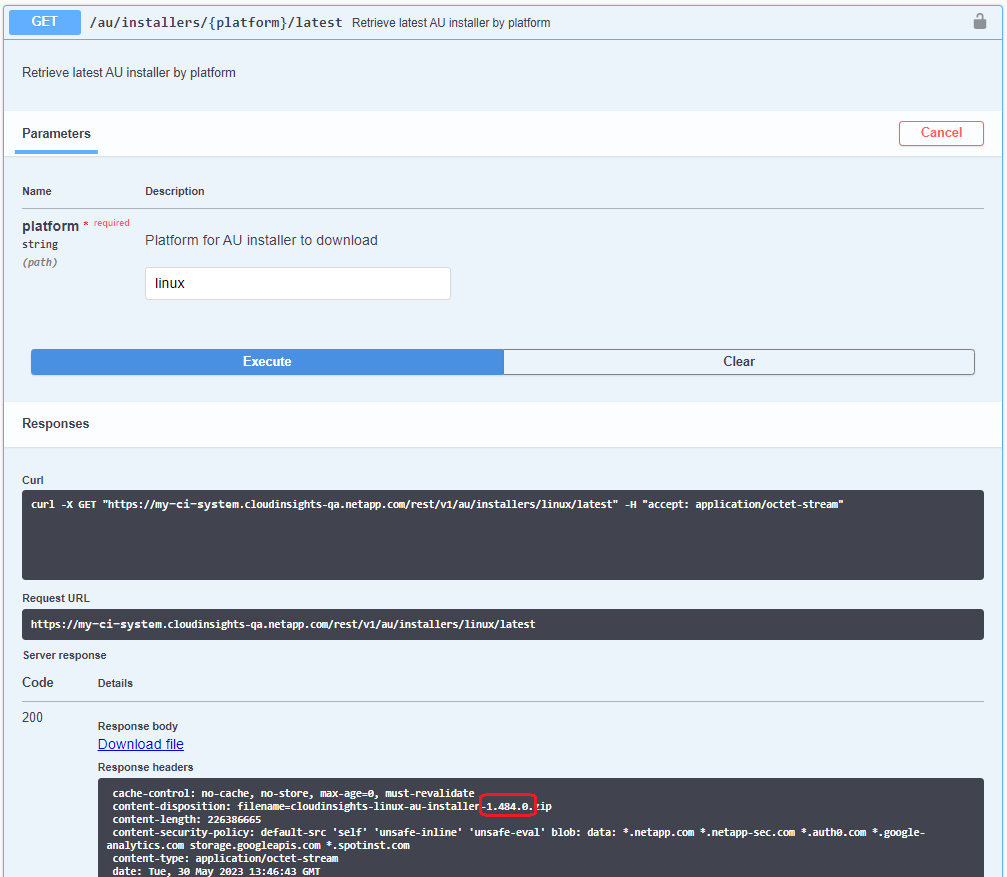 GET /au/installers/{platform}/latest Retrieve latest AU installer by platform
Retrieve latest AU installer by platform
Parameters
Cancel
Name Description
platform * required
string
(path)
Platform for AU installer to download
linux
Execute Clear
Responses
Curl
curl -X GET "https://my-ci-system.cloudinsights-qa.netapp.com/rest/v1/au/installers/linux/latest" -H "accept: application/octet-stream"
Request URL
https://my-ci-system.cloudinsights-qa.netapp.com/rest/v1/au/installers/linux/latest
Server response
Code Details
200
Response body
Download file
Response headers
cache-control: no-cache, no-store, max-age=0, must-revalidate
content-disposition: filename=cloudinsights-linux-au-installer-1.484.0.zip
content-length: 226386665
content-security-policy: default-src 'self' 'unsafe-inline' 'unsafe-eval' blob: data: *.netapp.com *.netapp-sec.com *.auth0.com *.google-
analytics.com storage.googleapis.com *.spotinst.com
content-type: application/octet-stream
date: Tue, 30 May 2023 13:46:43 GMT